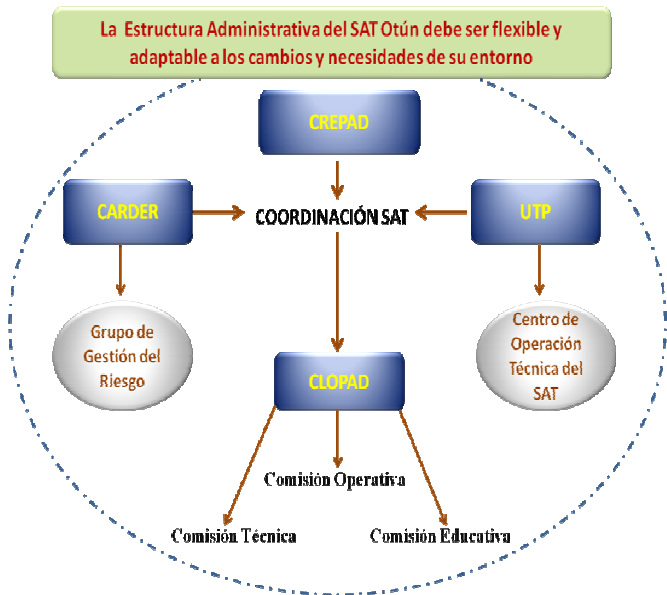 La Estructura Administrativa del SAT Otún debe ser flexible y
adaptable a los cambios y necesidades de su entorno
CREPAD
CARDER
COORDINACIÓN SAT
UTP
Grupo de
Gestión del
Riesgo
Centro de
Operación
Técnica del
SAT
CLOPAD
Comisión Operativa
Comisión Técnica
Comisión Educativa